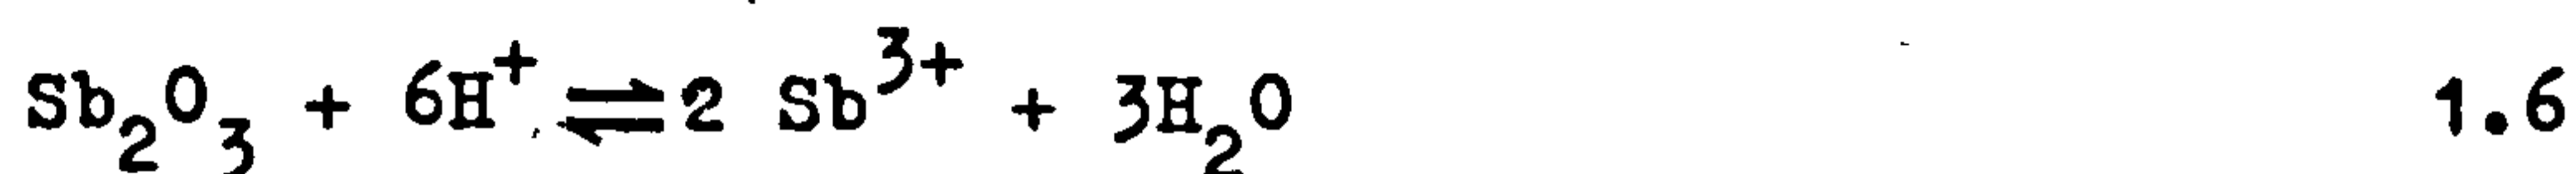 Sb₂O₃ + 6H⁺ ⇌ 2 Sb³⁺ + 3H₂O 1.6